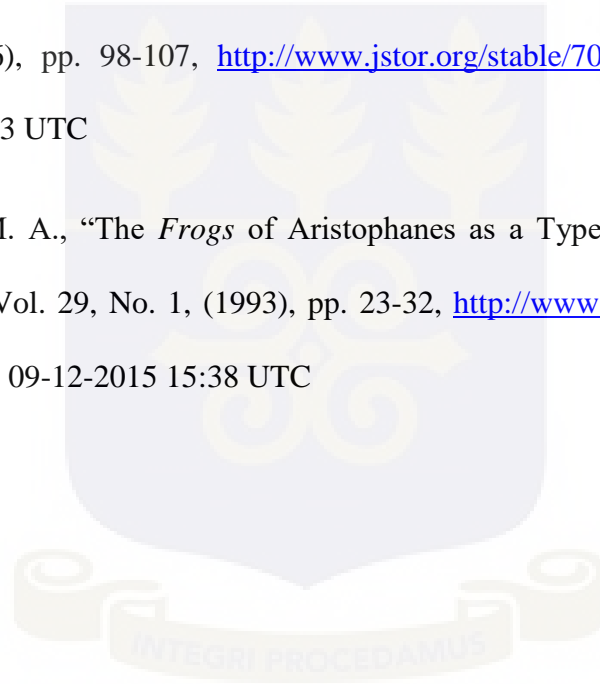 6), pp. 98-107, http://www.jstor.org/stable/70
3 UTC
M. A., “The Frogs of Aristophanes as a Type
Vol. 29, No. 1, (1993), pp. 23-32, http://www
09-12-2015 15:38 UTC
INTEGRI PROCEDAMUS